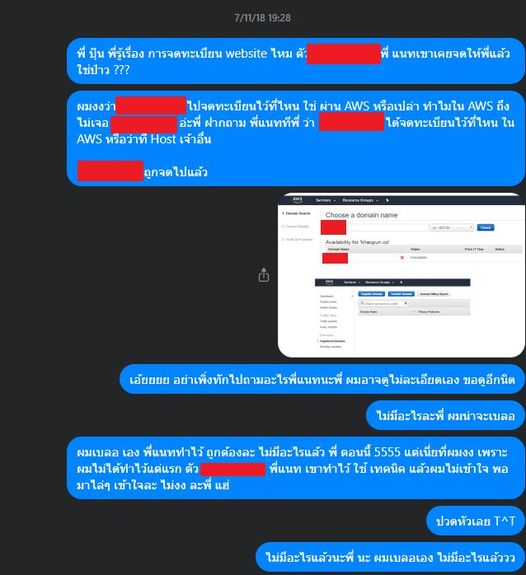 7/11/18 19:28
พี่ ปุ้น พี่รู้เรื่อง การจดทะเบียน website ไหม ตัว พี่ แนทเขาเคยจดให้พี่แล้ว
ใช่ป่าว ???
ผมงงว่า ไปจดทะเบียนไว้ที่ไหน ใช่ ผ่าน AWS หรือเปล่า ทำไมใน AWS ถึง
ไม่เจอ อ่ะพี่ ฝากถาม พี่แนททีพี่ ว่า ได้จดทะเบียนไว้ที่ไหน ใน
AWS หรือว่าที่ Host เจ้าอื่น
ถูกจดไปแล้ว
aws Services Resource Groups
1: Domain Search
Choose a domain name
Check
Availability for 'khaopun.co'
Domain Name Status Price /1 Year Action
aws Services Resource Groups
Dashboard
Domain Name
เอ้ยยยย อย่าเพิ่งทักไปถามอะไรพี่แนทนะพี่ ผมอาจดูไม่ละเอียดเอง ขอดูอีกนิด
ไม่มีอะไรละพี่ ผมน่าจะเบลอ
ผมเบลอ เอง พี่แนททำไว้ ถูกต้องละ ไม่มีอะไรแล้ว พี่ ตอนนี้ 5555 แต่เนี่ยที่ผมงง เพราะ
ผมไม่ได้ทำไว้แต่แรก ตัว พี่แนท เขาทำไว้ ใช้ เทคนิค แล้วผมไม่เข้าใจ พอ
มาไล่ๆ เข้าใจละ ไม่งง ละพี่ แฮ่
ปวดหัวเลย T^T
ไม่มีอะไรแล้วนะพี่ นะ ผมเบลอเอง ไม่มีอะไรแล้ววว